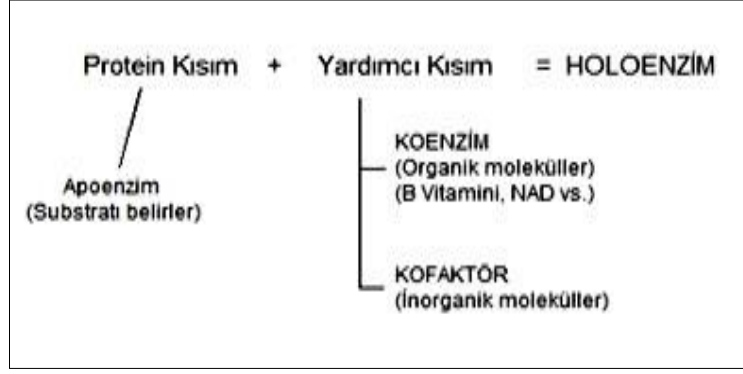 Protein Kısım + Yardımcı Kısım = HOLOENZİM
KOENZİM
(Organik moleküller)
(B Vitamini, NAD vs.)
Apoenzim
(Substratı belirler)
KOFAKTÖR
(İnorganik moleküller)